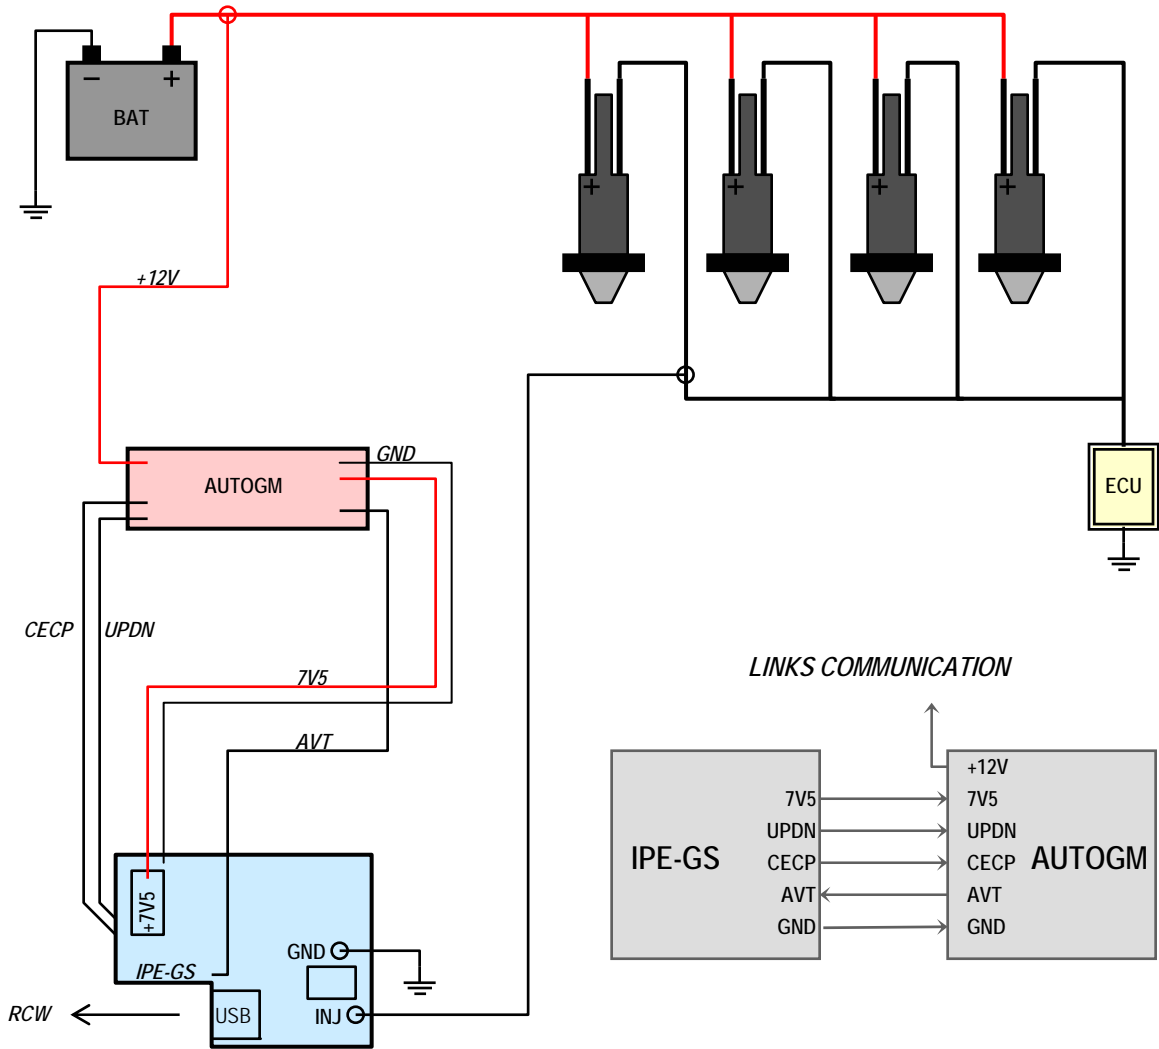 − +
BAT
+ + + +
+12V
GND
AUTOGM
ECU
CECP UPDN
7V5
AVT
LINKS COMMUNICATION
+12V
7V5 7V5
UPDN UPDN
IPE-GS CECP CECP AUTOGM
AVT AVT
GND GND
+7V5
GND
IPE-GS
RCW USB INJ